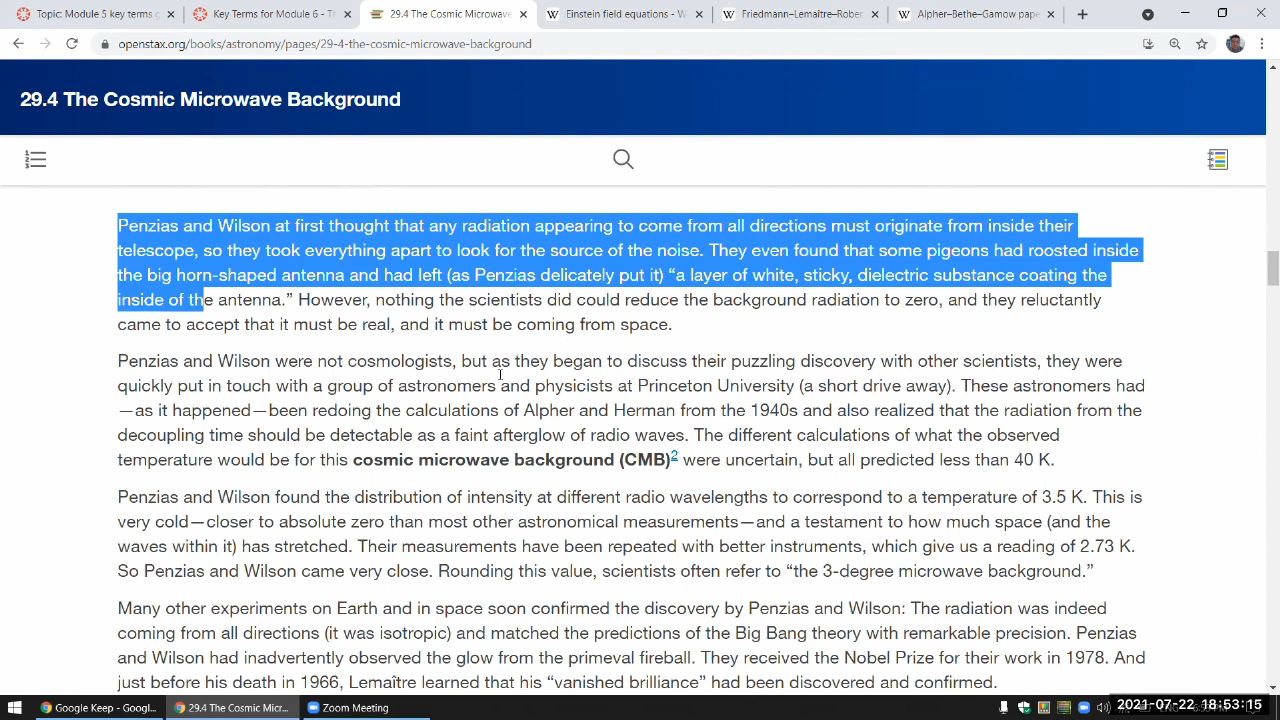 Topic: Module 5 key terms
Key Terms for Module 6 - Th
29.4 The Cosmic Microwave
Einstein field equations - W
Friedmann–Lemaître–Rober
Alpher–Bethe–Gamow pape
openstax.org/books/astronomy/pages/29-4-the-cosmic-microwave-background
29.4 The Cosmic Microwave Background
Penzias and Wilson at first thought that any radiation appearing to come from all directions must originate from inside their
telescope, so they took everything apart to look for the source of the noise. They even found that some pigeons had roosted inside
the big horn-shaped antenna and had left (as Penzias delicately put it) “a layer of white, sticky, dielectric substance coating the
inside of the antenna.” However, nothing the scientists did could reduce the background radiation to zero, and they reluctantly
came to accept that it must be real, and it must be coming from space.
Penzias and Wilson were not cosmologists, but as they began to discuss their puzzling discovery with other scientists, they were
quickly put in touch with a group of astronomers and physicists at Princeton University (a short drive away). These astronomers had
—as it happened—been redoing the calculations of Alpher and Herman from the 1940s and also realized that the radiation from the
decoupling time should be detectable as a faint afterglow of radio waves. The different calculations of what the observed
temperature would be for this cosmic microwave background (CMB)2 were uncertain, but all predicted less than 40 K.
Penzias and Wilson found the distribution of intensity at different radio wavelengths to correspond to a temperature of 3.5 K. This is
very cold—closer to absolute zero than most other astronomical measurements—and a testament to how much space (and the
waves within it) has stretched. Their measurements have been repeated with better instruments, which give us a reading of 2.73 K.
So Penzias and Wilson came very close. Rounding this value, scientists often refer to “the 3-degree microwave background.”
Many other experiments on Earth and in space soon confirmed the discovery by Penzias and Wilson: The radiation was indeed
coming from all directions (it was isotropic) and matched the predictions of the Big Bang theory with remarkable precision. Penzias
and Wilson had inadvertently observed the glow from the primeval fireball. They received the Nobel Prize for their work in 1978. And
just before his death in 1966, Lemaître learned that his “vanished brilliance” had been discovered and confirmed.
Google Keep - Googl...
29.4 The Cosmic Micr...
Zoom Meeting
2021-07-22 18:53:15